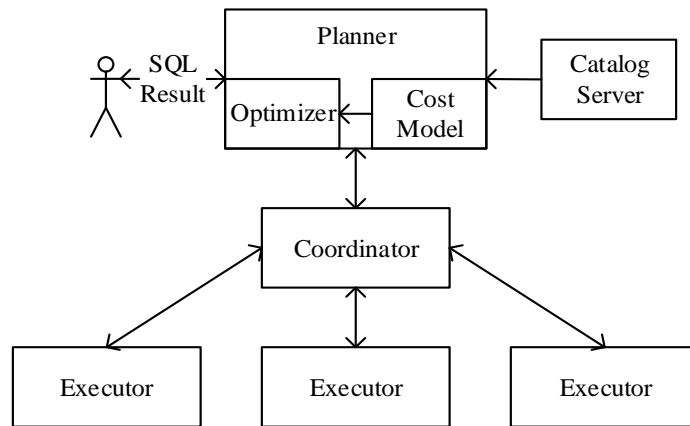 Planner
SQL
Result
Optimizer
Cost
Model
Catalog
Server
Coordinator
Executor
Executor
Executor